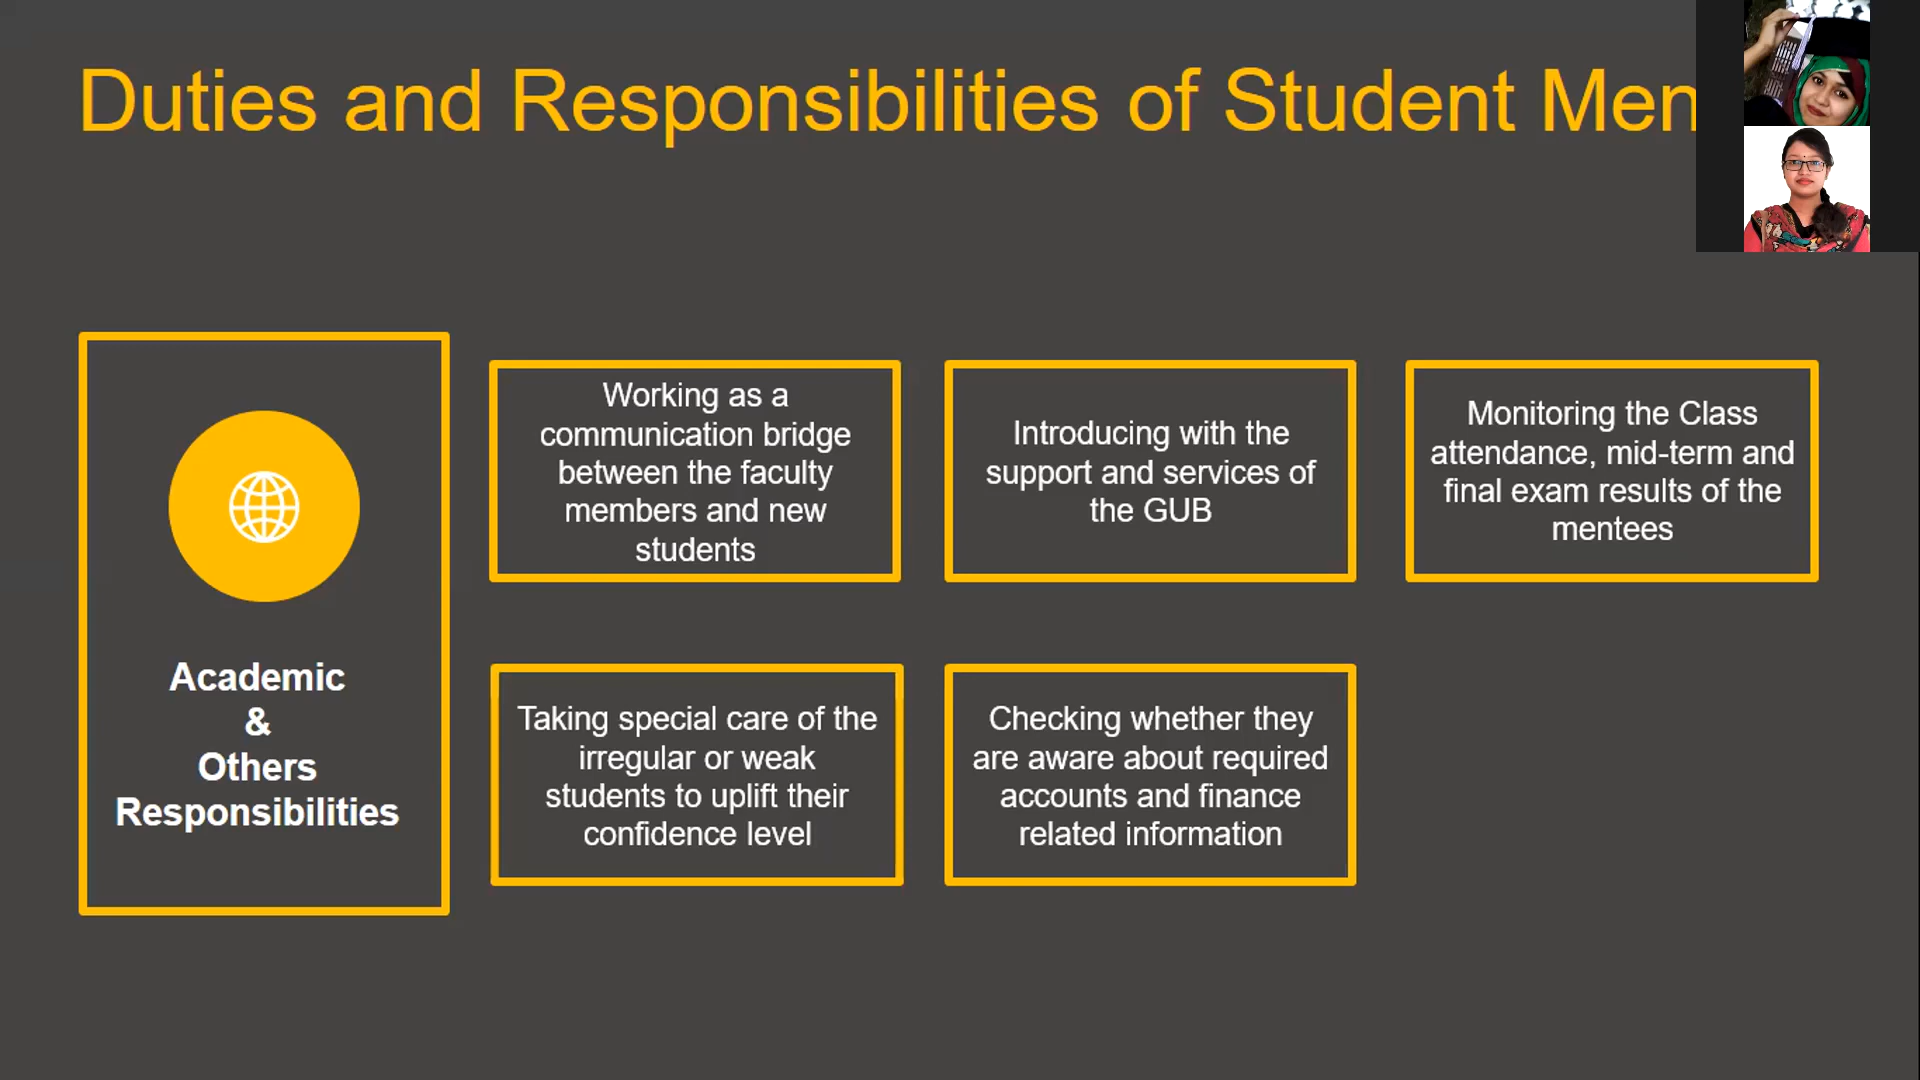 Duties and Responsibilities of Student Men
Academic
&
Others
Responsibilities
Working as a
communication bridge
between the faculty
members and new
students
Introducing with the
support and services of
the GUB
Monitoring the Class
attendance, mid-term and
final exam results of the
mentees
Taking special care of the
irregular or weak
students to uplift their
confidence level
Checking whether they
are aware about required
accounts and finance
related information